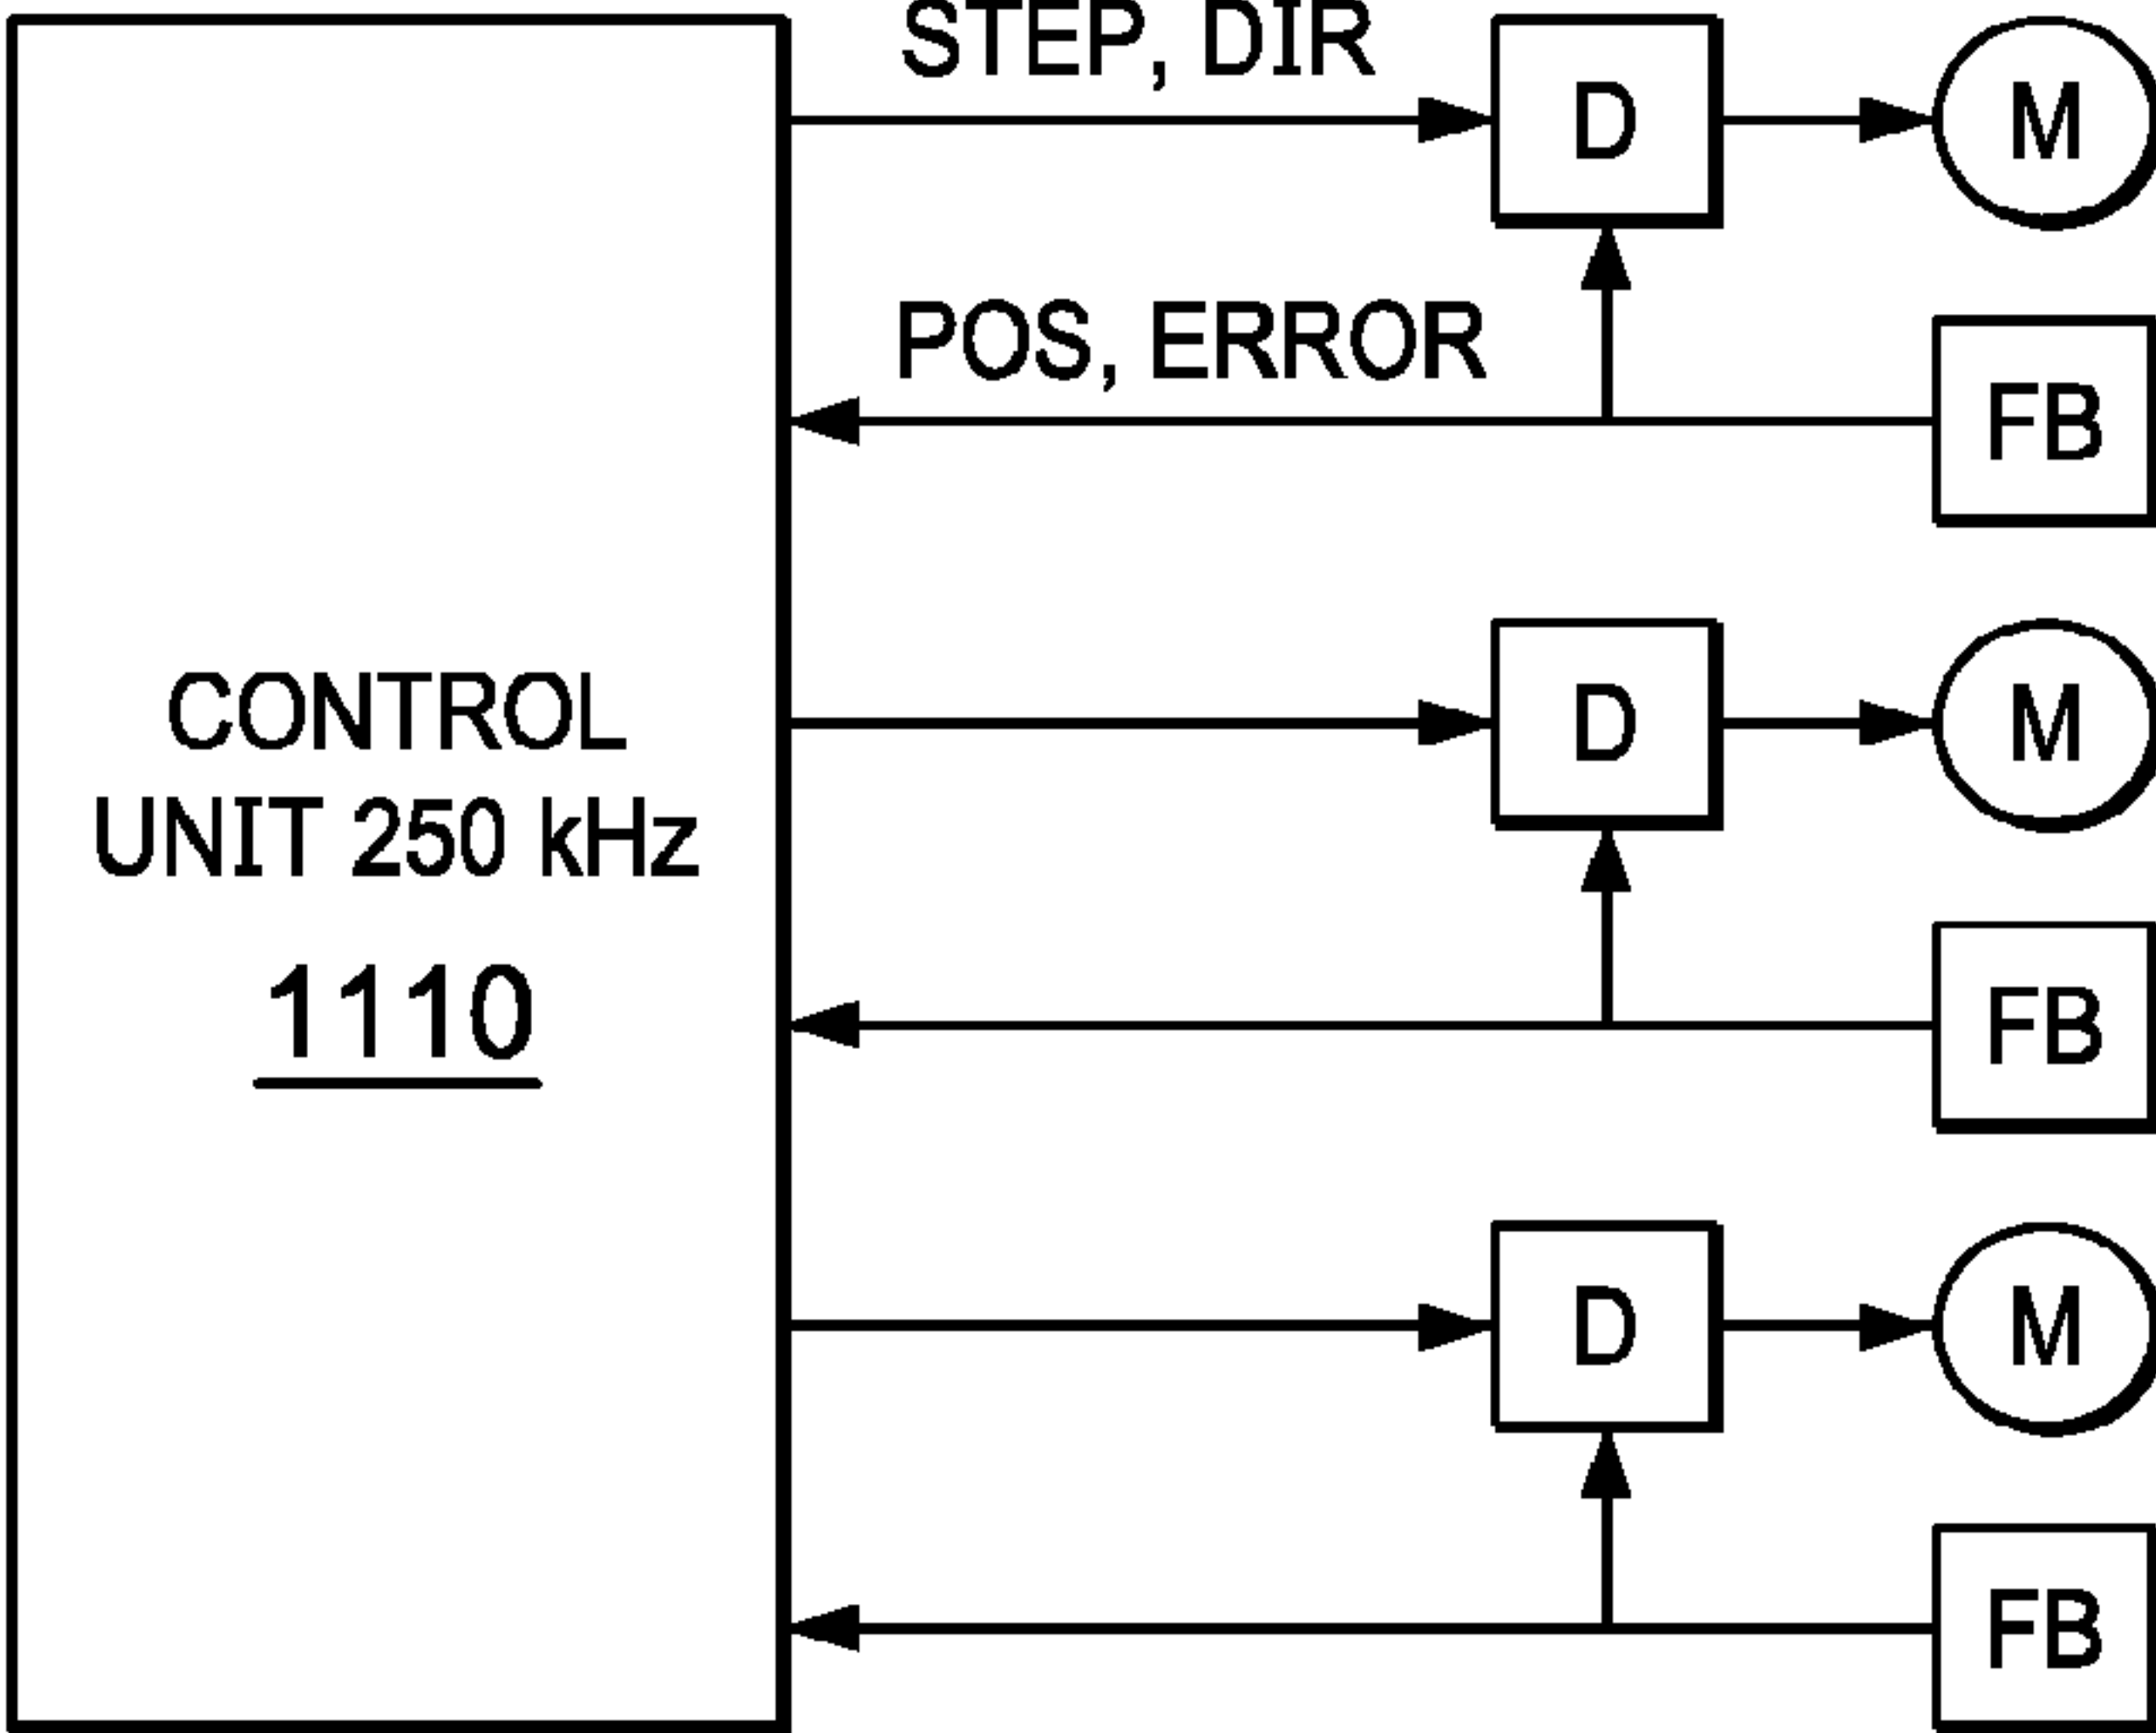 STEP, DIR
D
M
POS, ERROR
FB
CONTROL
UNIT 250 kHz
1110
D
M
FB
D
M
FB